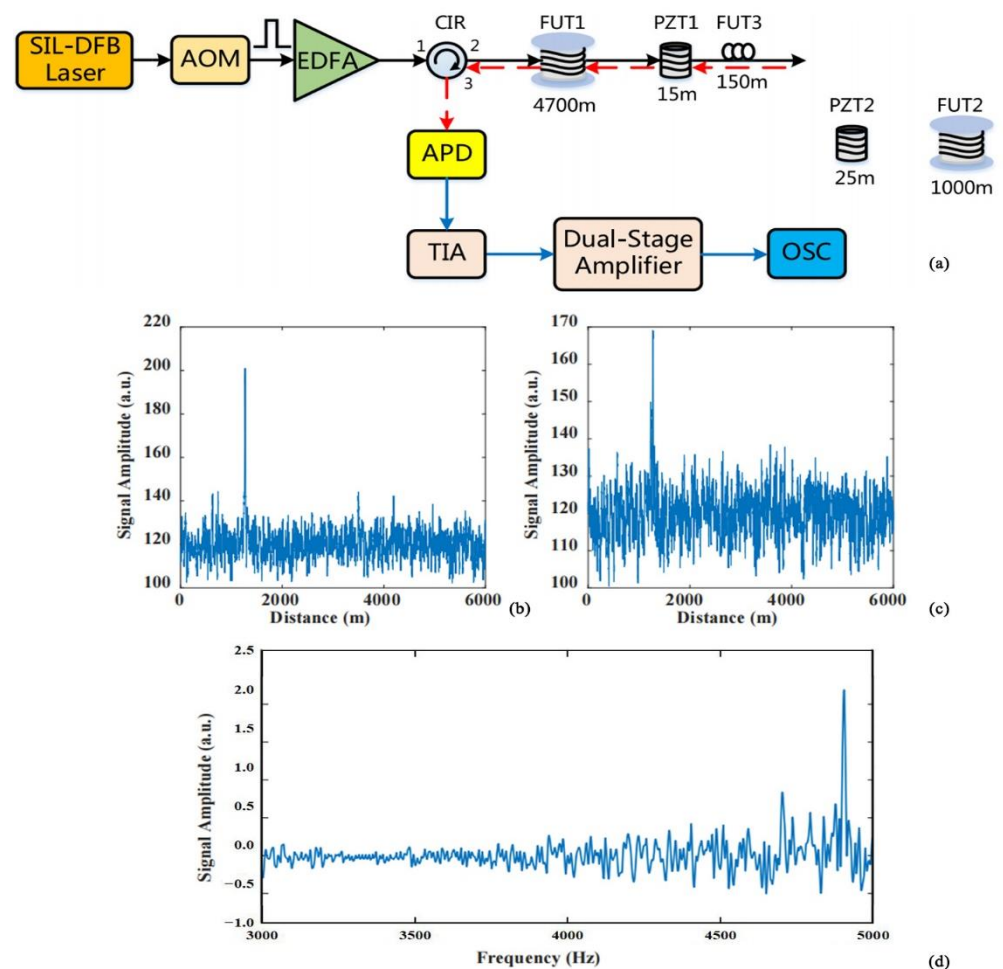 SIL-DFB
Laser
AOM
EDFA
CIR
1
2
3
FUT1
4700m
PZT1
15m
FUT3
150m
PZT2
25m
FUT2
1000m
APD
TIA
Dual-Stage
Amplifier
OSC
(a)
Signal Amplitude (a.u.)
220
200
180
160
140
120
100
0
2000
4000
6000
Distance (m)
(b)
Signal Amplitude (a.u.)
170
160
150
140
130
120
110
100
0
2000
4000
6000
Distance (m)
(c)
Signal Amplitude (a.u.)
2.5
2.0
1.5
1.0
0.5
0.0
−0.5
−1.0
3000
3500
4000
4500
5000
Frequency (Hz)
(d)